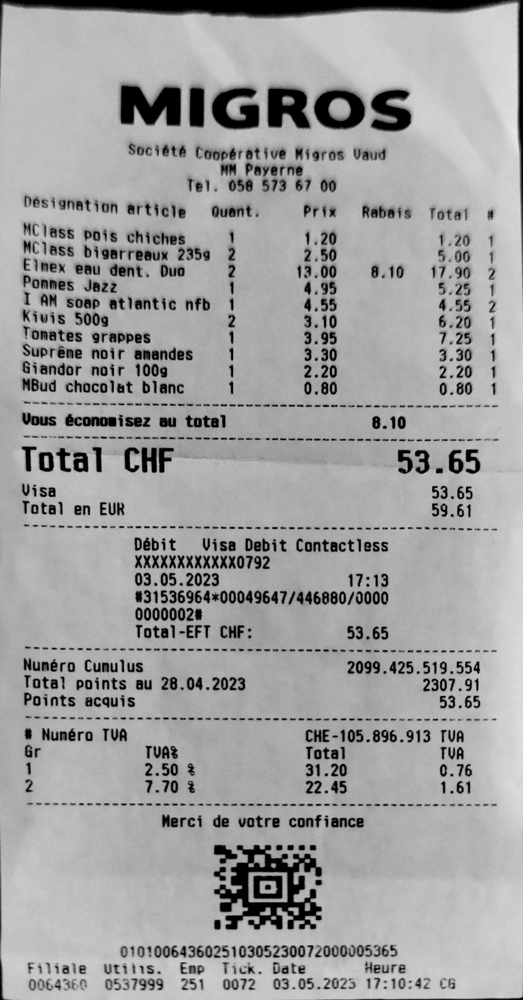 MIGROS
Société Coopérative Migros Vaud
MM Payerne
Tel. 058 573 67 00
Désignation article Quant. Prix Rabais Total #
MClass pois chiches 1 1.20 1.20 1
MClass bigarreaux 235g 2 2.50 5.00 1
Elmex eau dent. Duo 2 13.00 8.10 17.90 2
Pommes Jazz 1 4.95 5.25 1
I AM soap atlantic nfb 1 4.55 4.55 2
Kiwis 500g 2 3.10 6.20 1
Tomates grappes 1 3.95 7.25 1
Suprême noir amandes 1 3.30 3.30 1
Giandor noir 100g 1 2.20 2.20 1
MBud chocolat blanc 1 0.80 0.80 1
Vous économisez au total 8.10
Total CHF 53.65
Visa 53.65
Total en EUR 59.61
Débit Visa Debit Contactless
XXXXXXXXXXXX0792
03.05.2023 17:13
#31536964*00049647/446880/0000
0000002#
Total-EFT CHF: 53.65
Numéro Cumulus 2099.425.519.554
Total points au 28.04.2023 2307.91
Points acquis 53.65
# Numéro TVA CHE-105.896.913 TVA
Gr TVA% Total TVA
1 2.50 % 31.20 0.76
2 7.70 % 22.45 1.61
Merci de votre confiance
010100643602510305230072000005365
Filiale Utilis. Emp Tick. Date Heure
0064360 0537999 251 0072 03.05.2023 17:10:42 CG